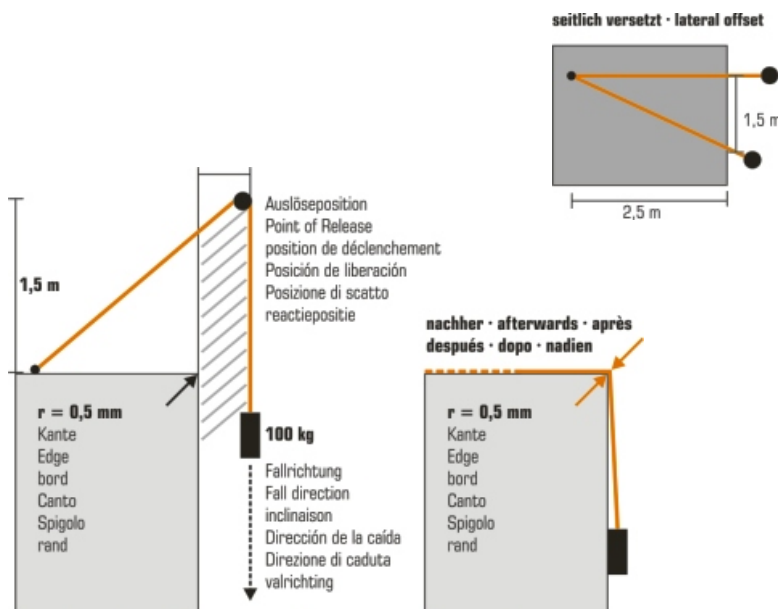 seitlich versetzt · lateral offset
1,5 m
2,5 m
1,5 m
Auslöseposition
Point of Release
position de déclenchement
Posición de liberación
Posizione di scatto
reactiepositie
r = 0,5 mm
Kante
Edge
bord
Canto
Spigolo
rand
100 kg
Fallrichtung
Fall direction
inclinaison
Dirección de la caída
Direzione di caduta
valrichting
nachher · afterwards · après
después · dopo · nadien
r = 0,5 mm
Kante
Edge
bord
Canto
Spigolo
rand